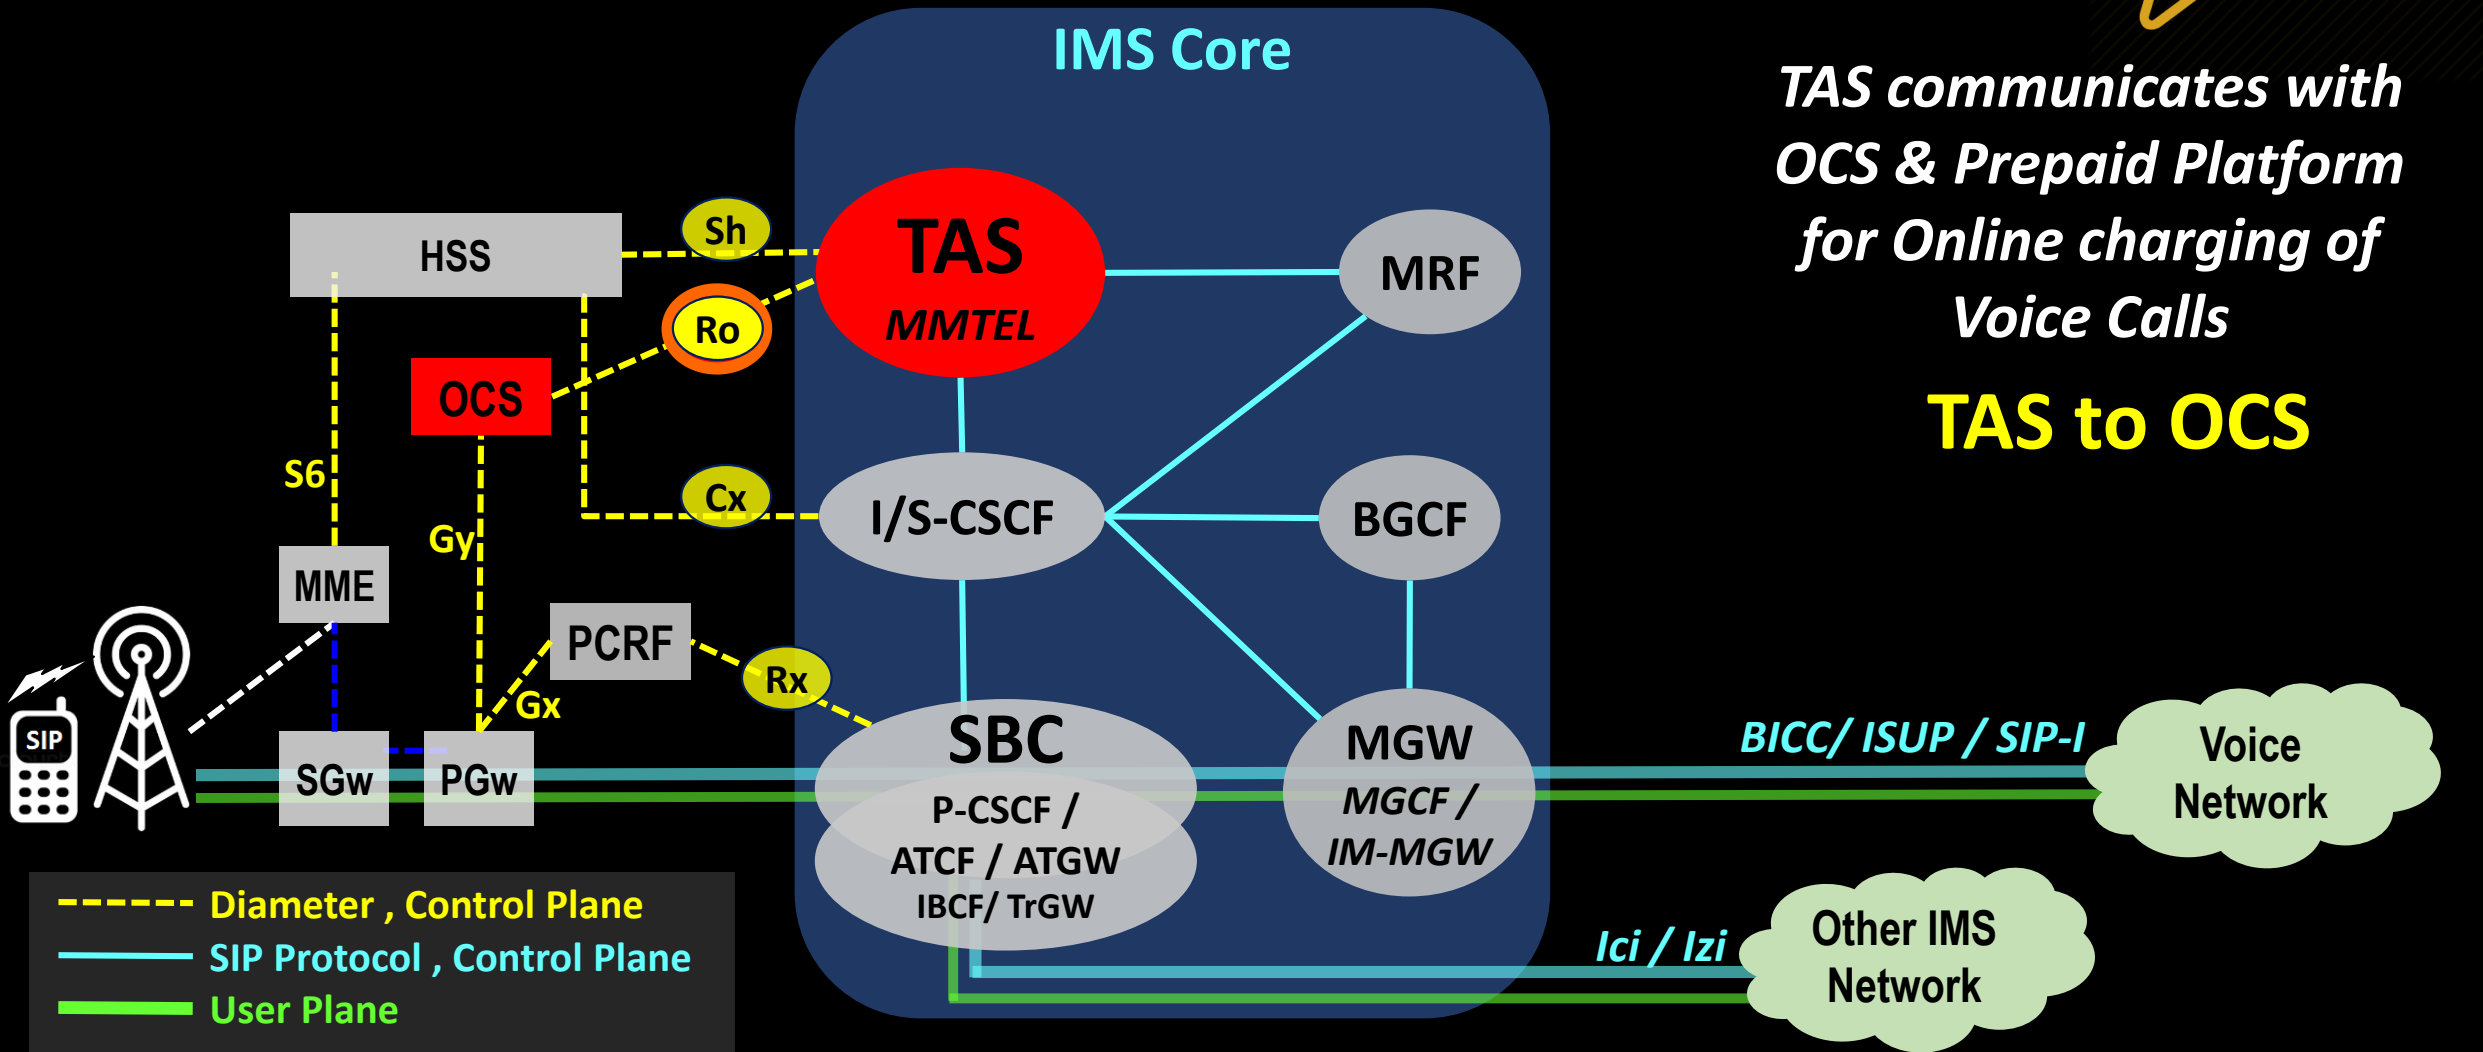 IMS Core
TAS communicates with
OCS & Prepaid Platform
for Online charging of
Voice Calls
TAS to OCS
HSS
Sh
TAS
MMTEL
MRF
Ro
OCS
S6
Cx
I/S-CSCF
BGCF
Gy
MME
PCRF
Rx
Gx
SIP
SGw
PGw
SBC
P-CSCF /
ATCF / ATGW
IBCF/ TrGW
MGW
MGCF /
IM-MGW
BICC/ ISUP / SIP-I
Voice
Network
Ici / Izi
Other IMS
Network
Diameter , Control Plane
SIP Protocol , Control Plane
User Plane